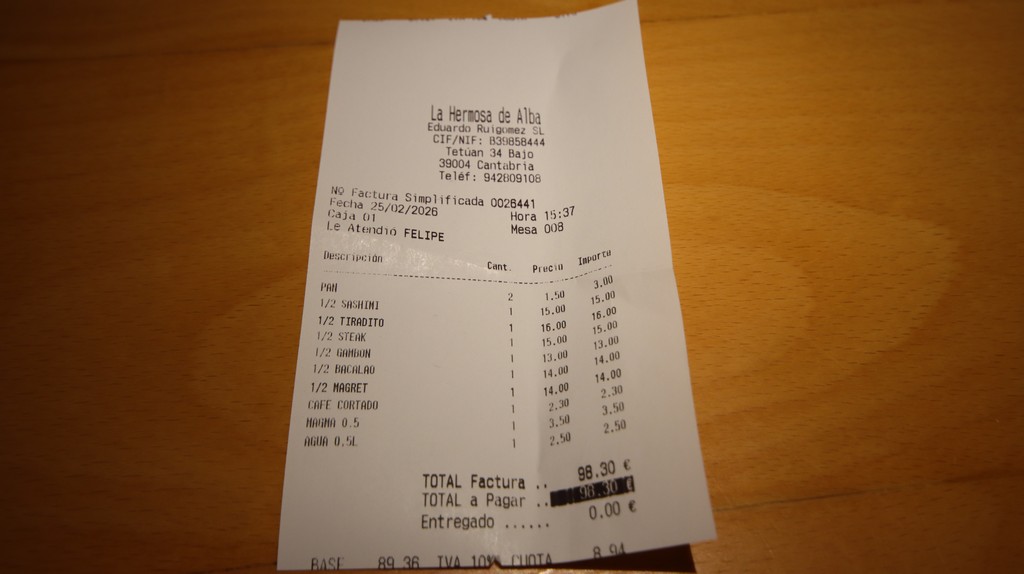 La Hermosa de Alba
Eduardo Ruigomez SL
CIF/NIF: B39858444
Tetúan 34 Bajo
39004 Cantabria
Teléf: 942809108
Nº Factura Simplificada 0026441
Fecha 25/02/2026 Hora 15:37
Caja 01 Mesa 008
Le Atendió FELIPE
Descripción Cant. Precio Importe
PAN 2 1.50 3.00
1/2 SASHIMI 1 15.00 15.00
1/2 TIRADITO 1 16.00 16.00
1/2 STEAK 1 15.00 15.00
1/2 GAMBON 1 13.00 13.00
1/2 BACALAO 1 14.00 14.00
1/2 MAGRET 1 14.00 14.00
CAFE CORTADO 1 2.30 2.30
MAGMA 0.5 1 3.50 3.50
AGUA 0.5L 1 2.50 2.50
TOTAL Factura .. 98.30 €
TOTAL a Pagar .. 98.30 €
Entregado ...... 0.00 €
BASE 89.36 IVA 10% CUOTA 8.94